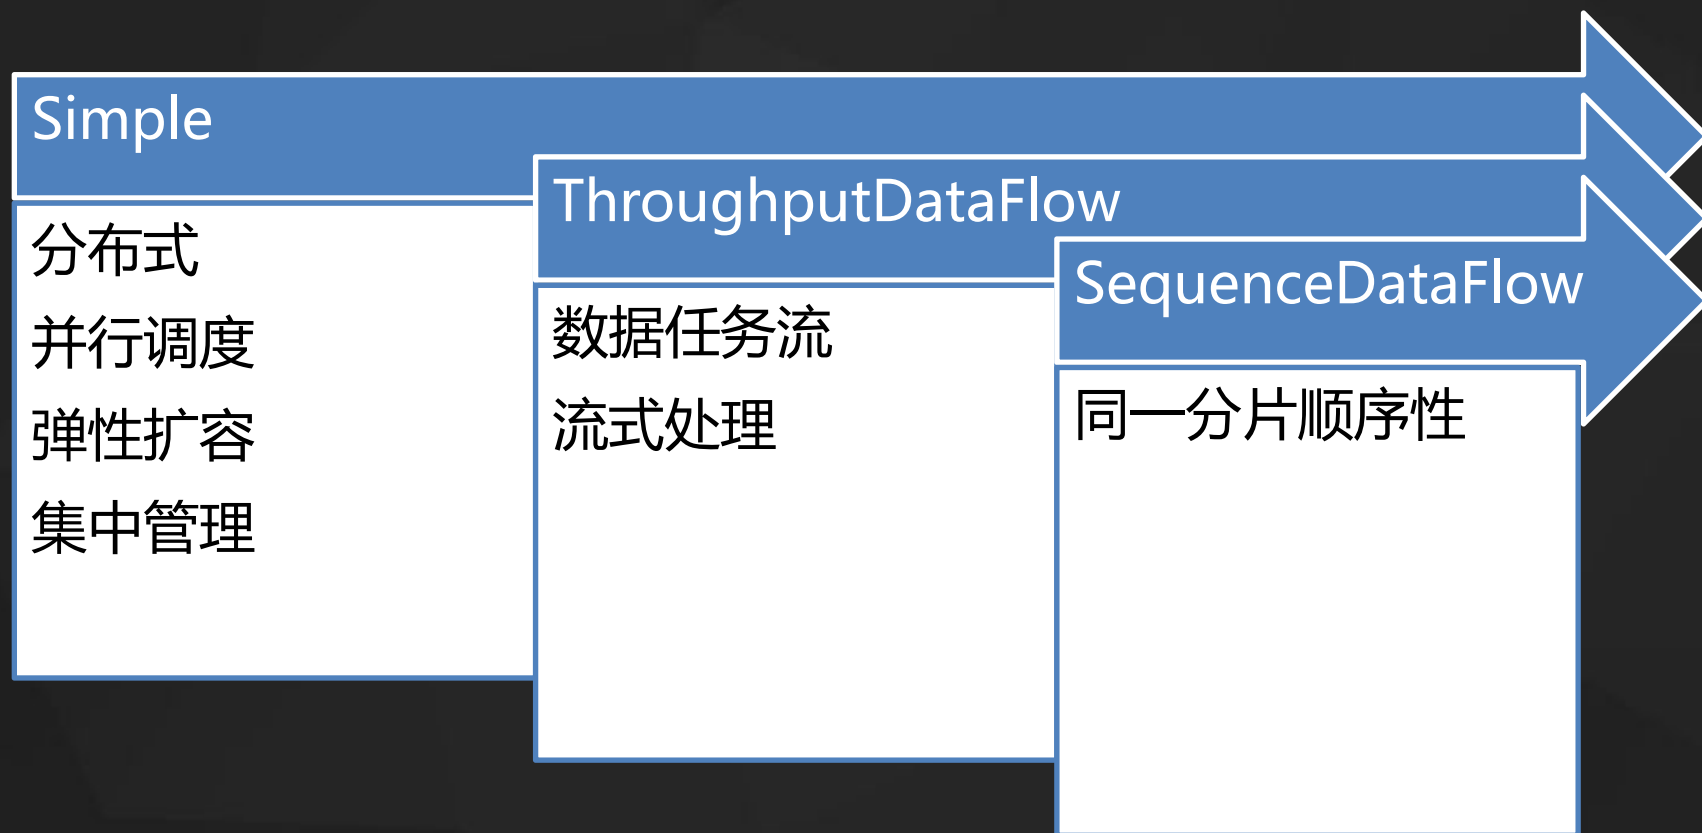 Simple
分布式
并行调度
弹性扩容
集中管理
ThroughputDataFlow
数据任务流
流式处理
SequenceDataFlow
同一分片顺序性